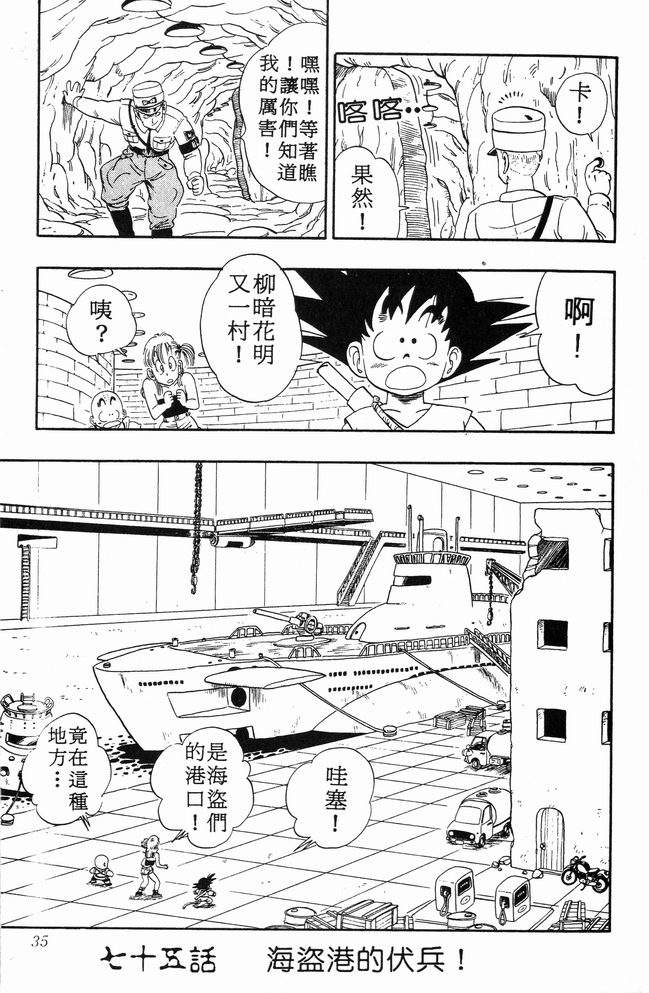 卡！
喀喀…
果然！
嘿嘿！等著瞧
！讓你們知道
我的厲害！
啊！
柳暗花明
又一村！
咦？
哇塞！
是海盜們
的港口！
竟在這種
地方…
35
七十五話　海盜港的伏兵！